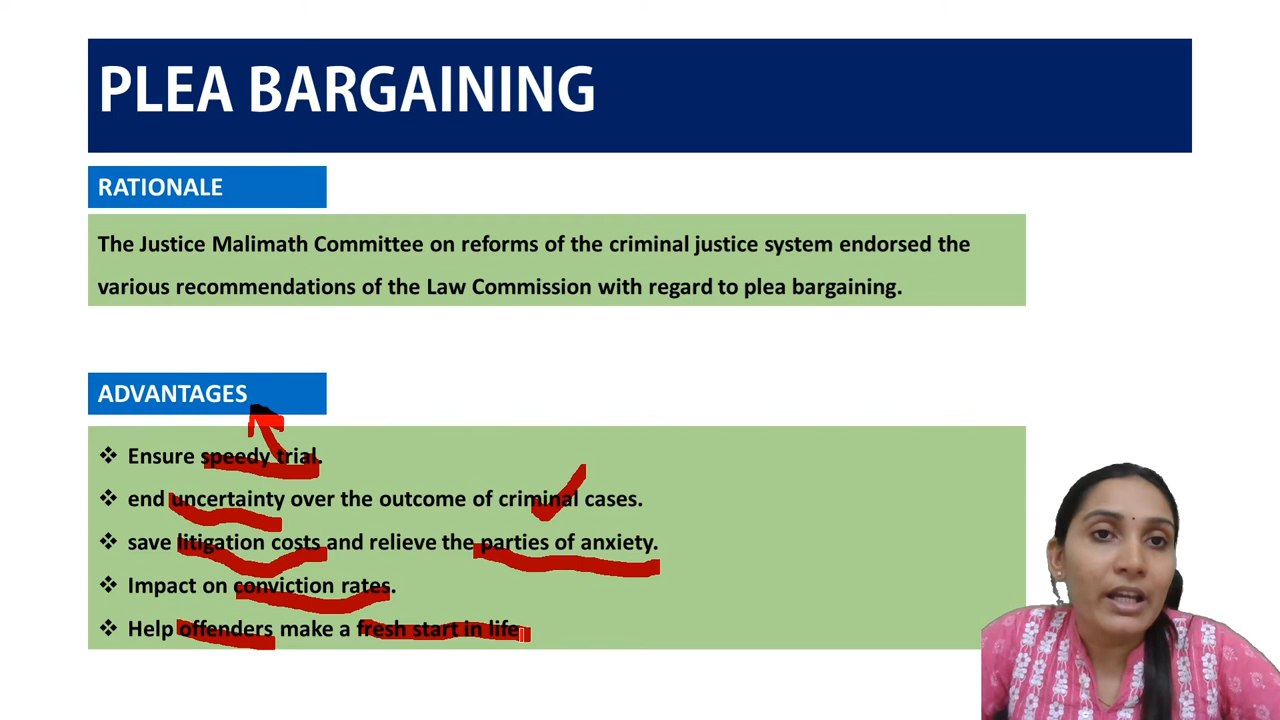 PLEA BARGAINING
RATIONALE
The Justice Malimath Committee on reforms of the criminal justice system endorsed the
various recommendations of the Law Commission with regard to plea bargaining.
ADVANTAGES
❖ Ensure speedy trial.
❖ end uncertainty over the outcome of criminal cases.
❖ save litigation costs and relieve the parties of anxiety.
❖ Impact on conviction rates.
❖ Help offenders make a fresh start in life